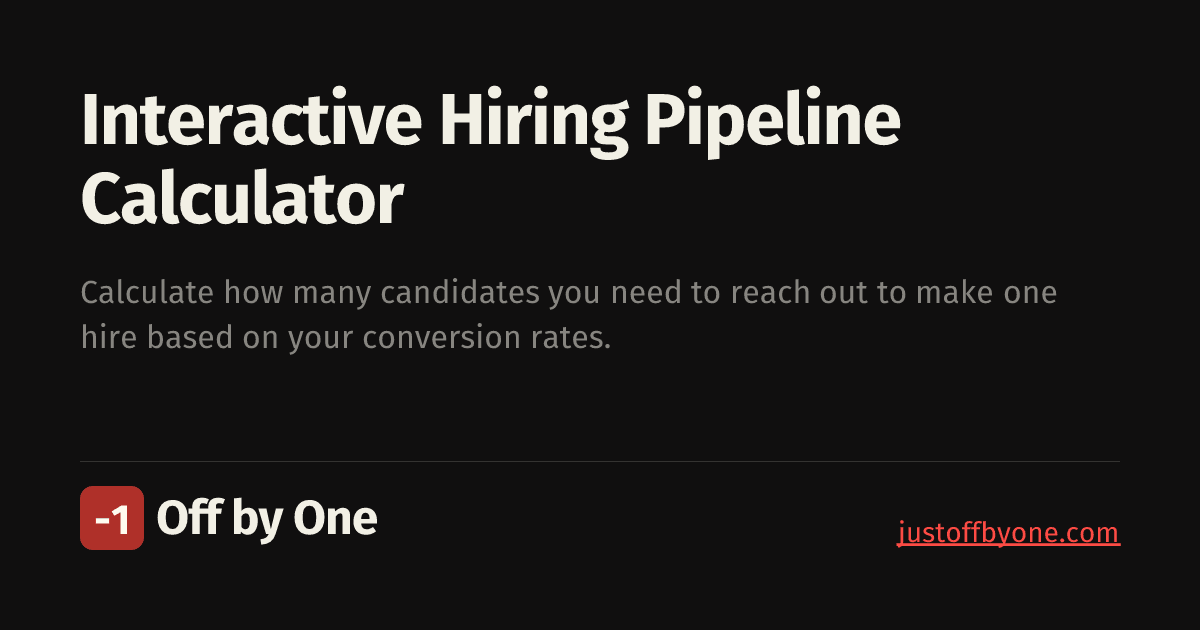 Interactive Hiring Pipeline
Calculator
Calculate how many candidates you need to reach out to make one
hire based on your conversion rates.
-1 Off by One
justoffbyone.com